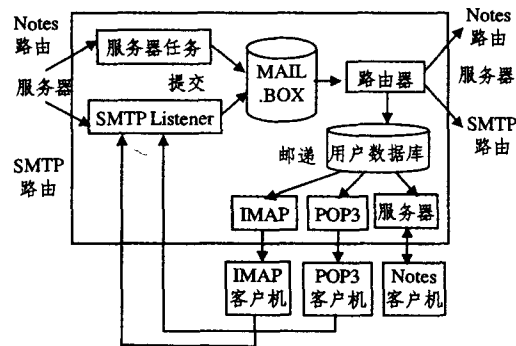 Notes
路由
服务器
SMTP
路由
服务器任务
提交
SMTP Listener
MAIL
.BOX
路由器
Notes
路由
服务器
SMTP
路由
邮递
用户数据库
IMAP
POP3
服务器
IMAP
客户机
POP3
客户机
Notes
客户机